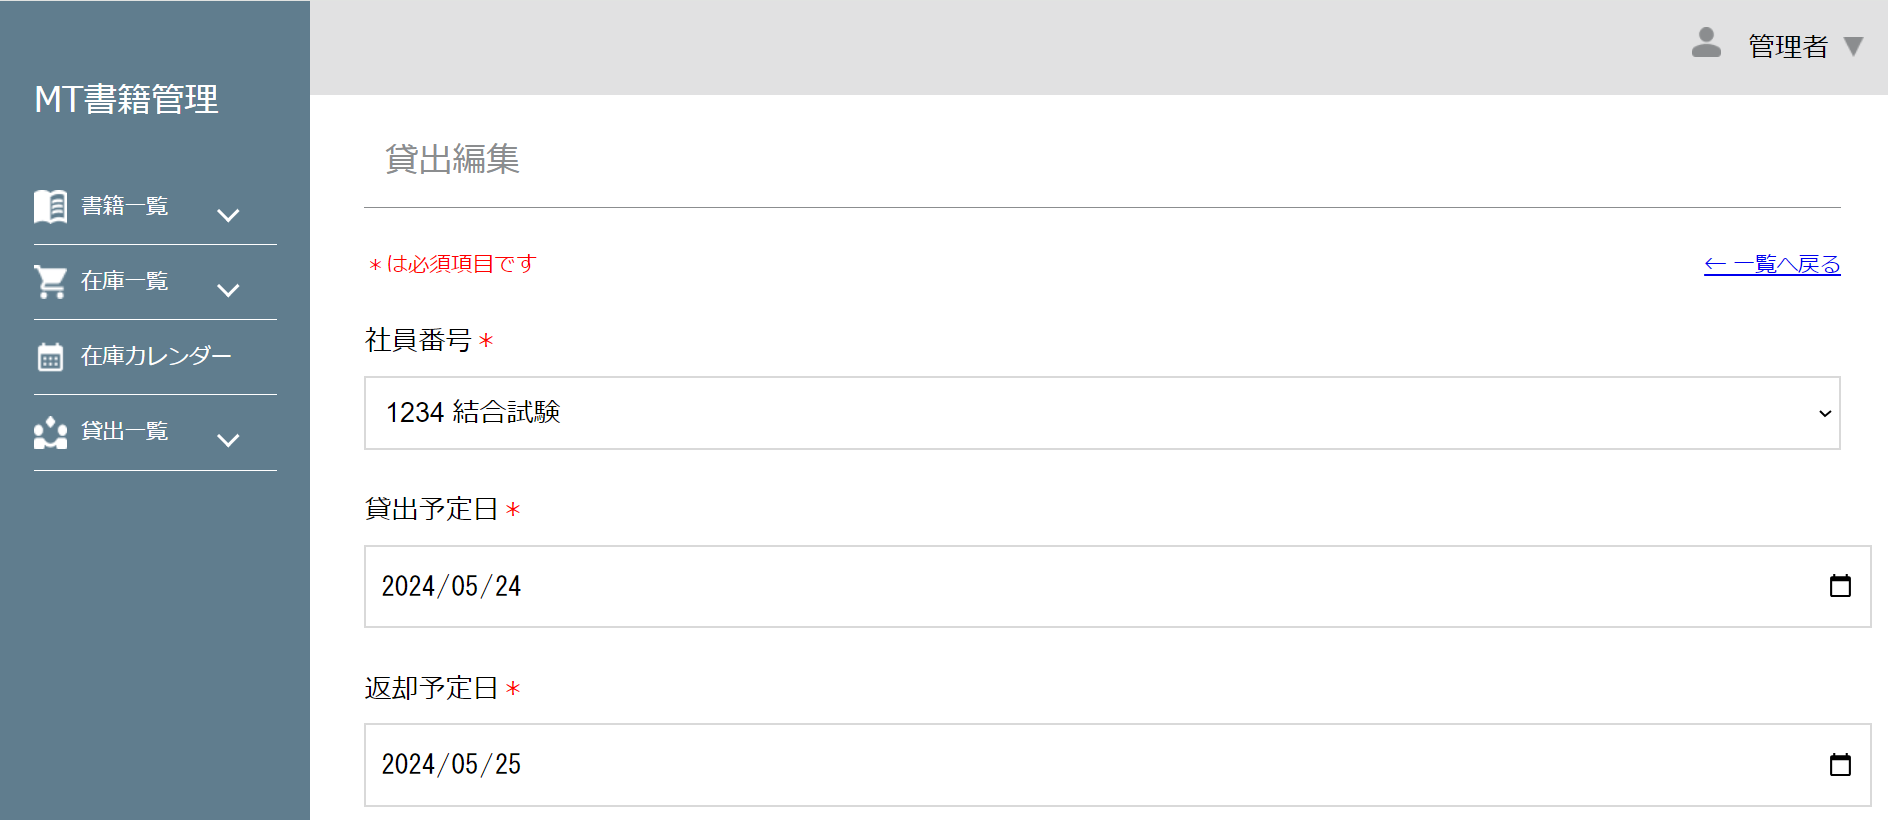 管理者 ▼
MT書籍管理
書籍一覧
在庫一覧
在庫カレンダー
貸出一覧
貸出編集
＊は必須項目です
← 一覧へ戻る
社員番号＊
1234 結合試験
貸出予定日＊
2024/05/24
返却予定日＊
2024/05/25